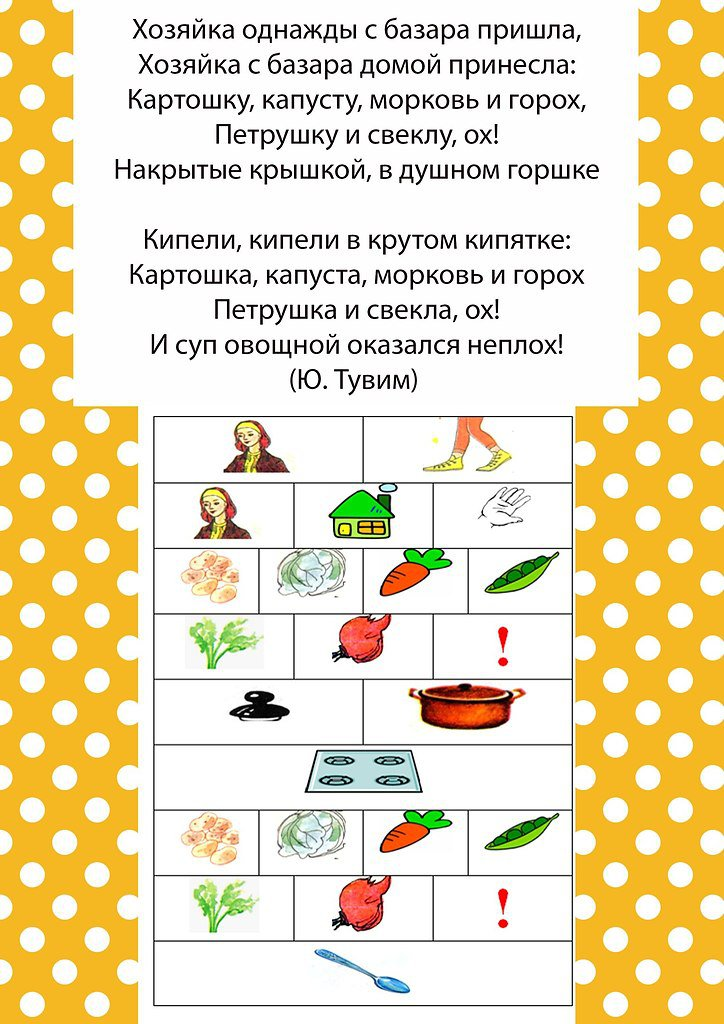 Хозяйка однажды с базара пришла,
Хозяйка с базара домой принесла:
Картошку, капусту, морковь и горох,
Петрушку и свеклу, ох!
Накрытые крышкой, в душном горшке
Кипели, кипели в крутом кипятке:
Картошка, капуста, морковь и горох
Петрушка и свекла, ох!
И суп овощной оказался неплох!
(Ю. Тувим)
!
!